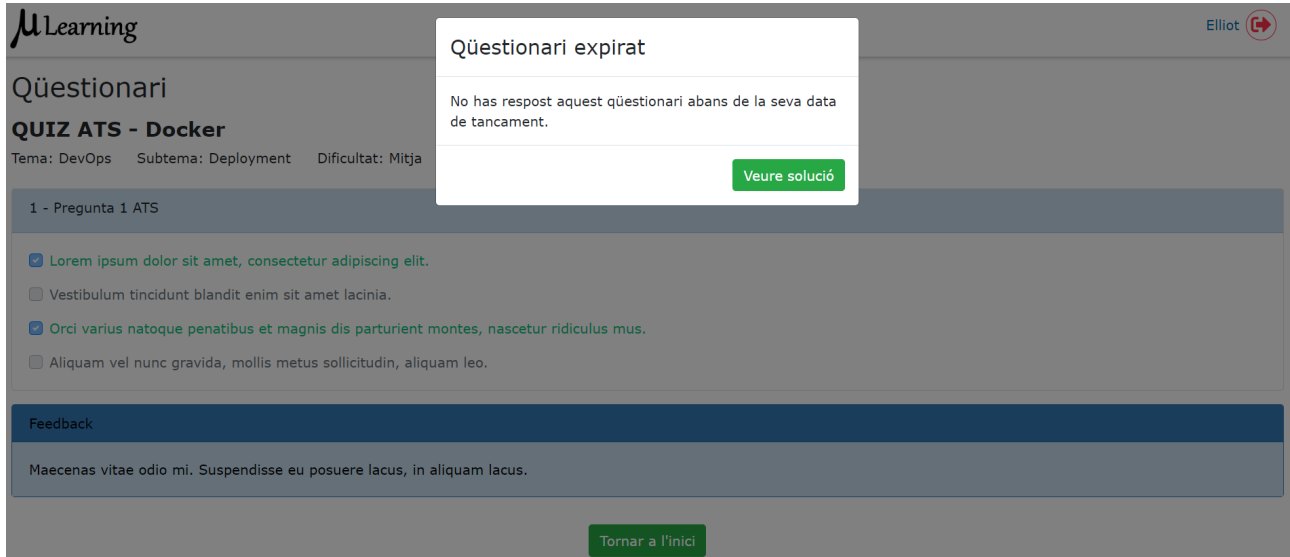 μLearning
Elliot
Qüestionari expirat
No has respost aquest qüestionari abans de la seva data
de tancament.
Veure solució
Qüestionari
QUIZ ATS - Docker
Tema: DevOps Subtema: Deployment Dificultat: Mitja
1 - Pregunta 1 ATS
Lorem ipsum dolor sit amet, consectetur adipiscing elit.
Vestibulum tincidunt blandit enim sit amet lacinia.
Orci varius natoque penatibus et magnis dis parturient montes, nascetur ridiculus mus.
Aliquam vel nunc gravida, mollis metus sollicitudin, aliquam leo.
Feedback
Maecenas vitae odio mi. Suspendisse eu posuere lacus, in aliquam lacus.
Tornar a l'inici